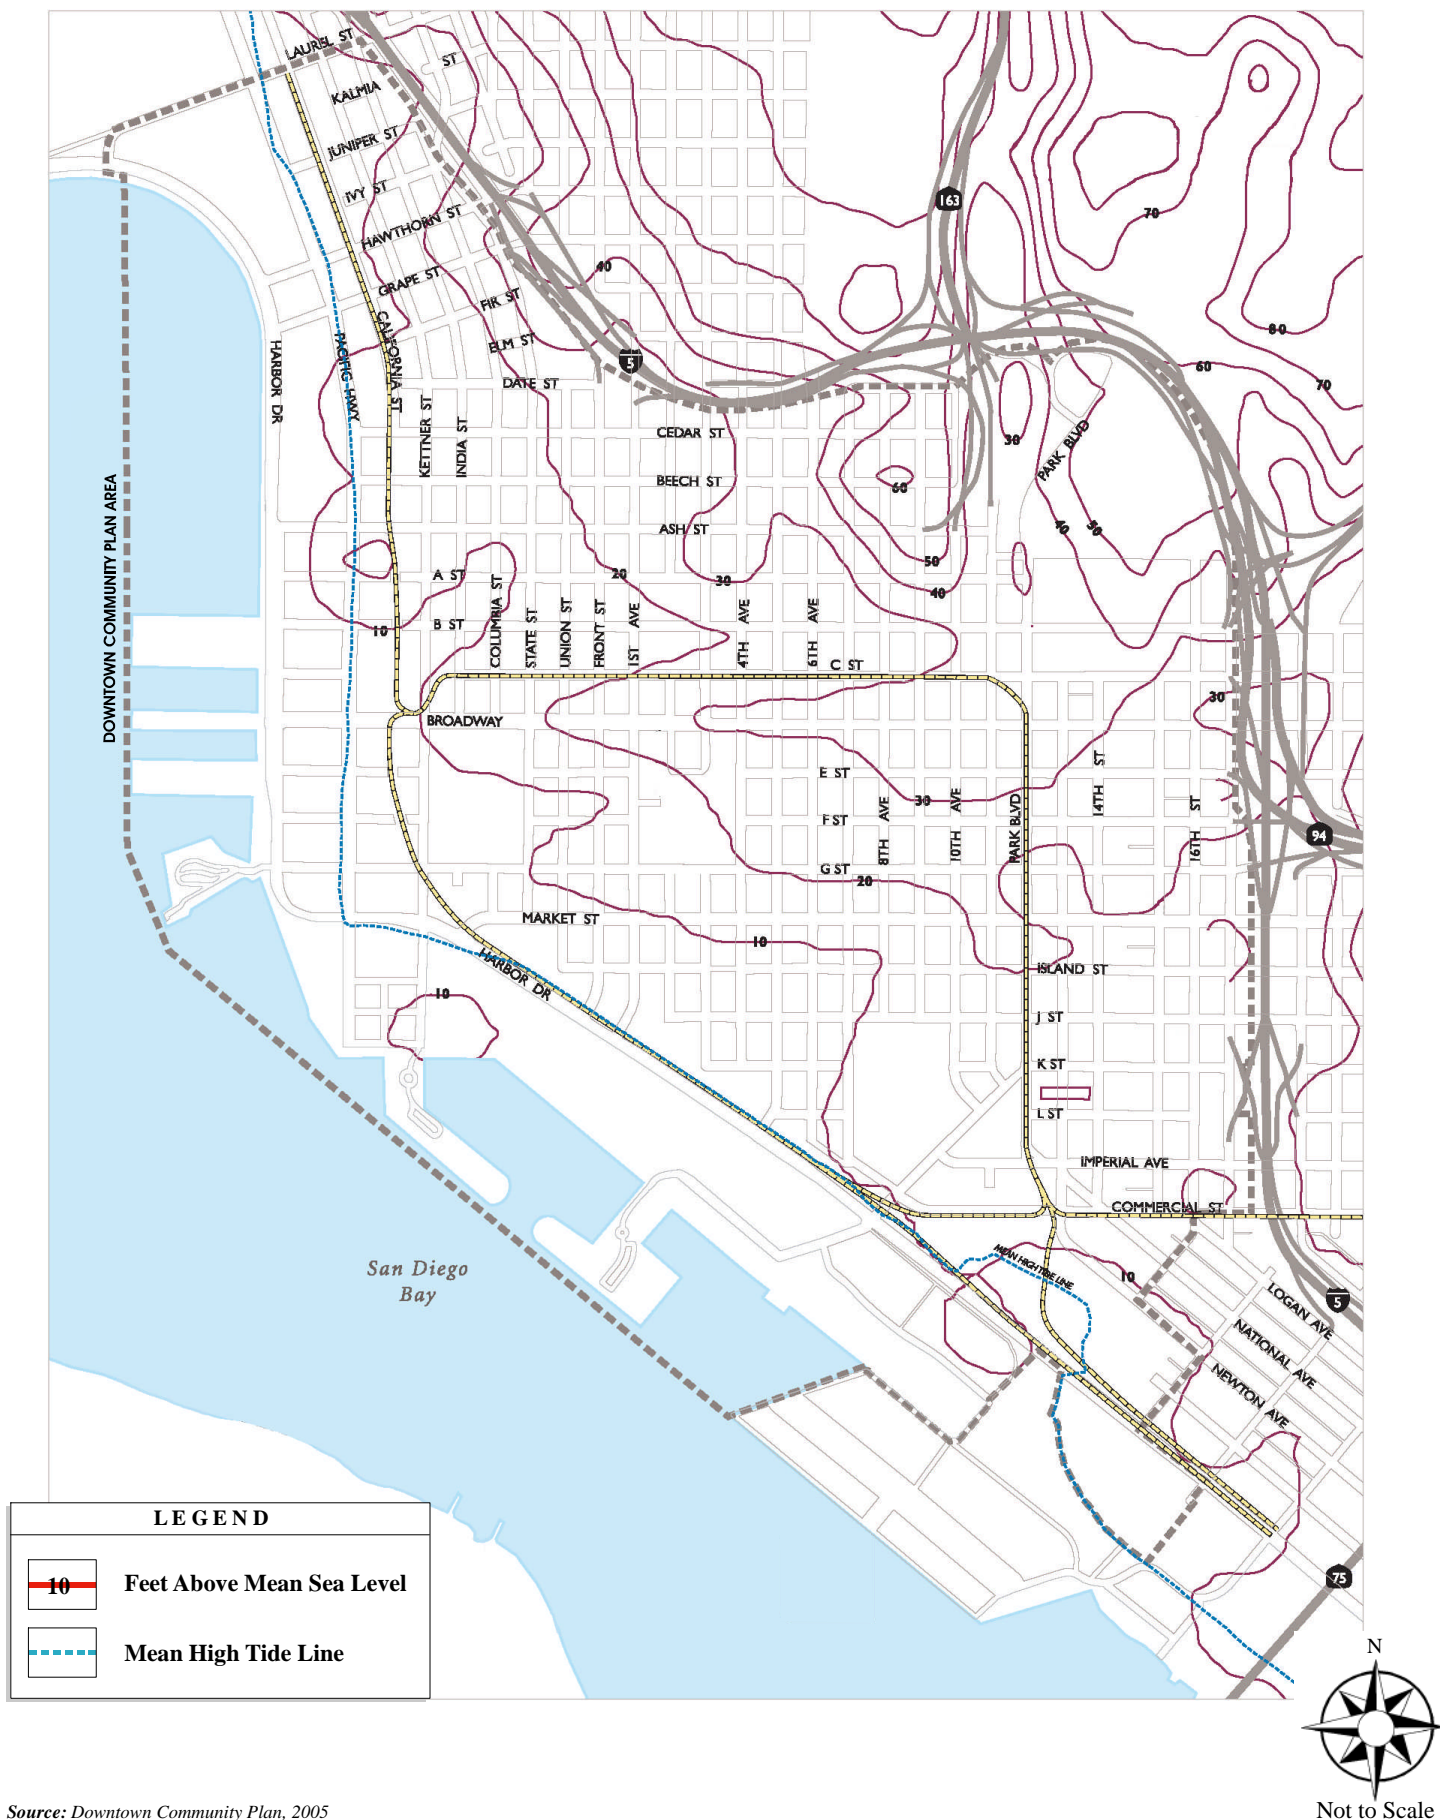 LAUREL ST
ST
KALMIA
JUNIPER ST
IVY ST
HAWTHORN ST
GRAPE ST
FIR ST
ELM ST
DATE ST
163
70
40
80
60
70
5
HARBOR DR
PACIFIC HWY
CALIFORNIA ST
KETTNER ST
INDIA ST
CEDAR ST
BEECH ST
ASH ST
30
PARK BLVD
60
40
50
50
40
DOWNTOWN COMMUNITY PLAN AREA
A ST
B ST
10
COLUMBIA ST
STATE ST
UNION ST
FRONT ST
1ST AVE
20
30
4TH AVE
6TH AVE
C ST
BROADWAY
30
E ST
F ST
G ST
30
20
8TH AVE
10TH AVE
PARK BLVD
14TH ST
16TH ST
94
MARKET ST
10
HARBOR DR
10
ISLAND ST
J ST
K ST
L ST
IMPERIAL AVE
COMMERCIAL ST
MEAN HIGH TIDE LINE
10
San Diego
Bay
LOGAN AVE
NATIONAL AVE
NEWTON AVE
5
75
LEGEND
10 Feet Above Mean Sea Level
Mean High Tide Line
N
Not to Scale
Source: Downtown Community Plan, 2005